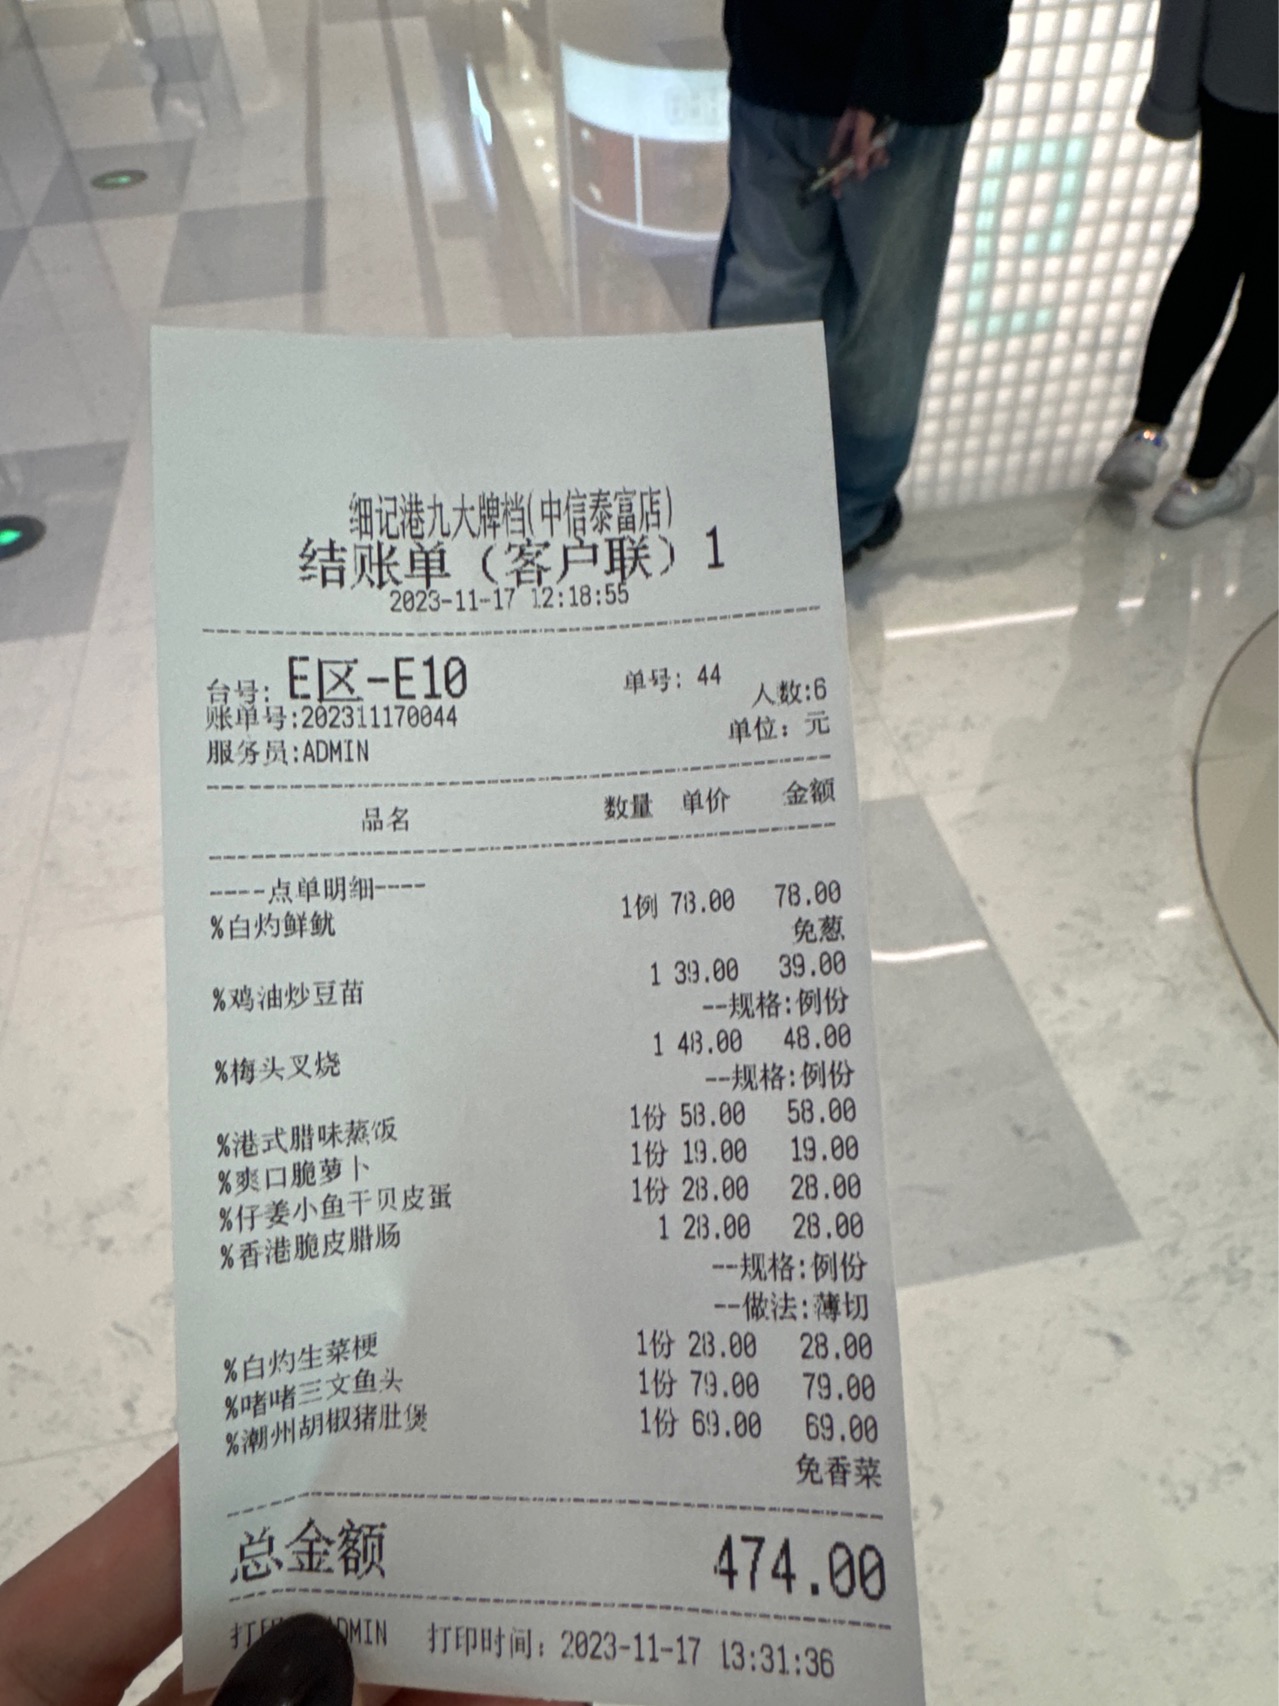 细记港九大牌档(中信泰富店)
结账单（客户联）1
2023-11-17 12:18:55
台号: E区-E10 单号: 44 人数:6
账单号:202311170044 单位: 元
服务员:ADMIN
品名 数量 单价 金额
----点单明细----
%白灼鲜鱿 1例 78.00 78.00
免葱
%鸡油炒豆苗 1 39.00 39.00
--规格:例份
%梅头叉烧 1 48.00 48.00
--规格:例份
%港式腊味蒸饭 1份 58.00 58.00
%爽口脆萝卜 1份 19.00 19.00
%仔姜小鱼干贝皮蛋 1份 28.00 28.00
%香港脆皮腊肠 1 28.00 28.00
--规格:例份
--做法:薄切
%白灼生菜梗 1份 28.00 28.00
%啫啫三文鱼头 1份 79.00 79.00
%潮州胡椒猪肚煲 1份 69.00 69.00
免香菜
总金额 474.00
ADMIN 打印时间: 2023-11-17 13:31:36